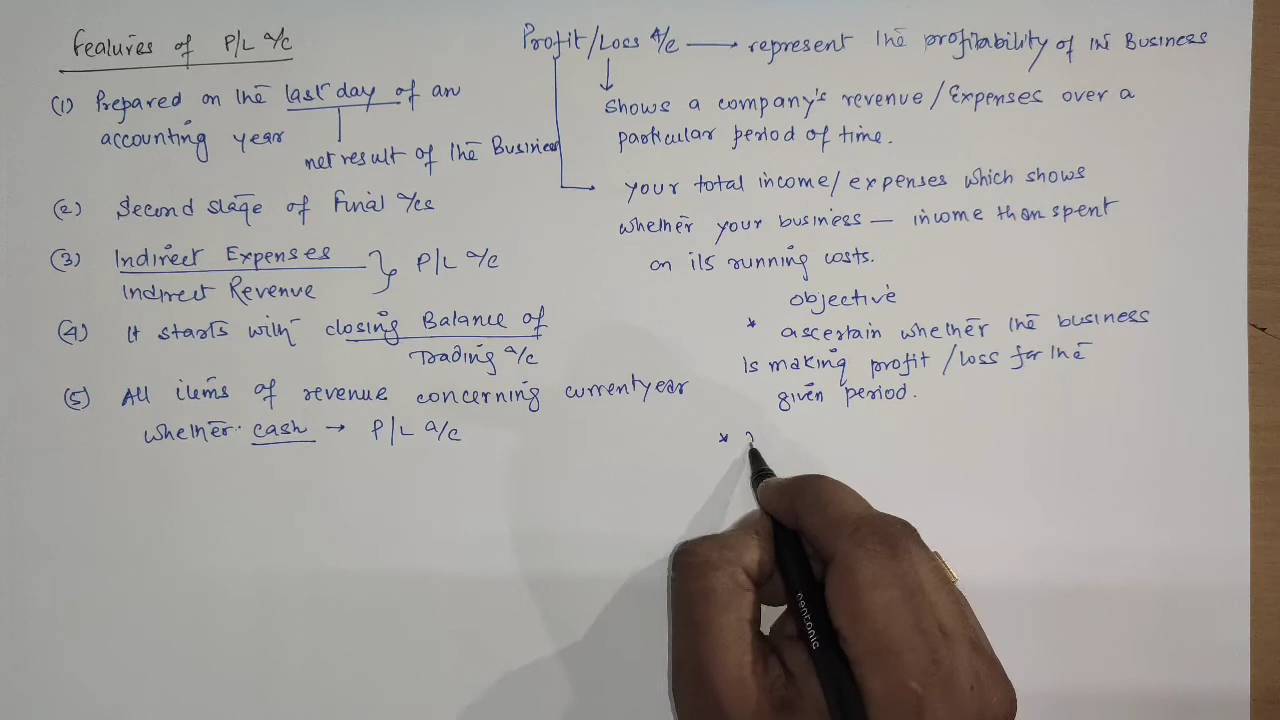 Features of P/L a/c
(1) Prepared on the last day of an
accounting year
net result of the Business
(2) Second stage of Final a/cs
(3) Indirect Expenses
Indirect Revenue
P/L a/c
(4) It starts with closing Balance of
Trading a/c
(5) All items of revenue concerning current year
whether cash → P/L a/c
Profit/Loss A/c → represent the profitability of the Business
shows a company's revenue/Expenses over a
particular period of time.
your total income/expenses which shows
whether your business – income than spent
on its running costs.
objective
* ascertain whether the business
is making profit/loss for the
given period.
*
pentonic